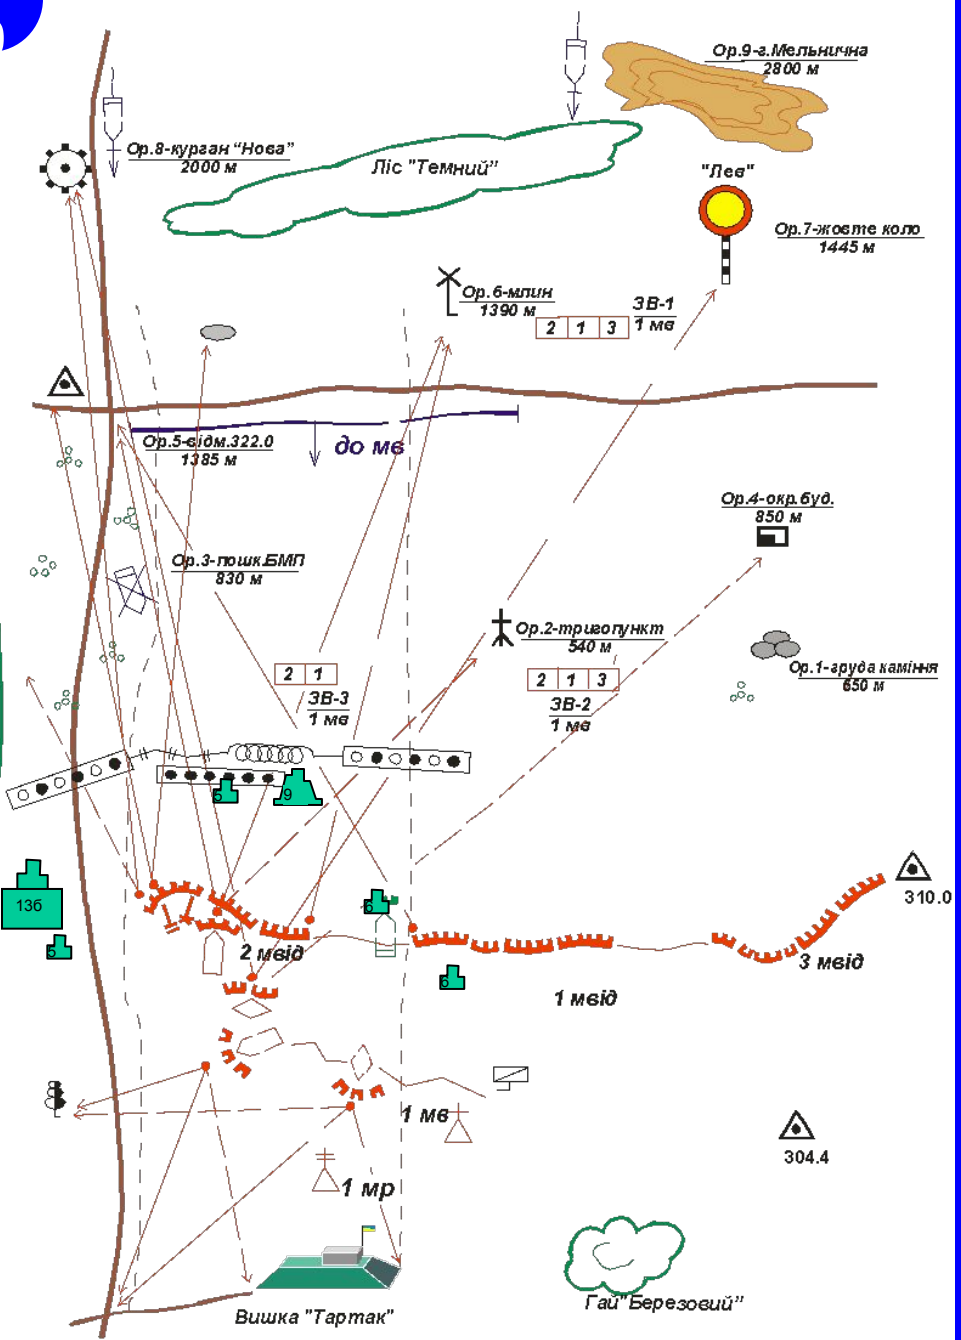 Ор.9-г.Мельнична
2800 м
Ор.8-курган "Нова"
2000 м
Ліс "Темний"
"Лев"
Ор.7-жовте коло
1445 м
Ор.6-млин
1390 м
ЗВ-1
1 мв
2 1 3
Ор.5-відм.322.0
1385 м
до мв
Ор.4-окр.буд.
850 м
Ор.3-пошк.БМП
830 м
Ор.2-тригопункт
540 м
Ор.1-груда каміння
650 м
2 1
ЗВ-3
1 мв
2 1 3
ЗВ-2
1 мв
5
9
13б
5
6
310.0
2 мвід
3 мвід
6
1 мвід
1 мв
304.4
1 мр
Вишка "Тартак"
Гай"Березовий"